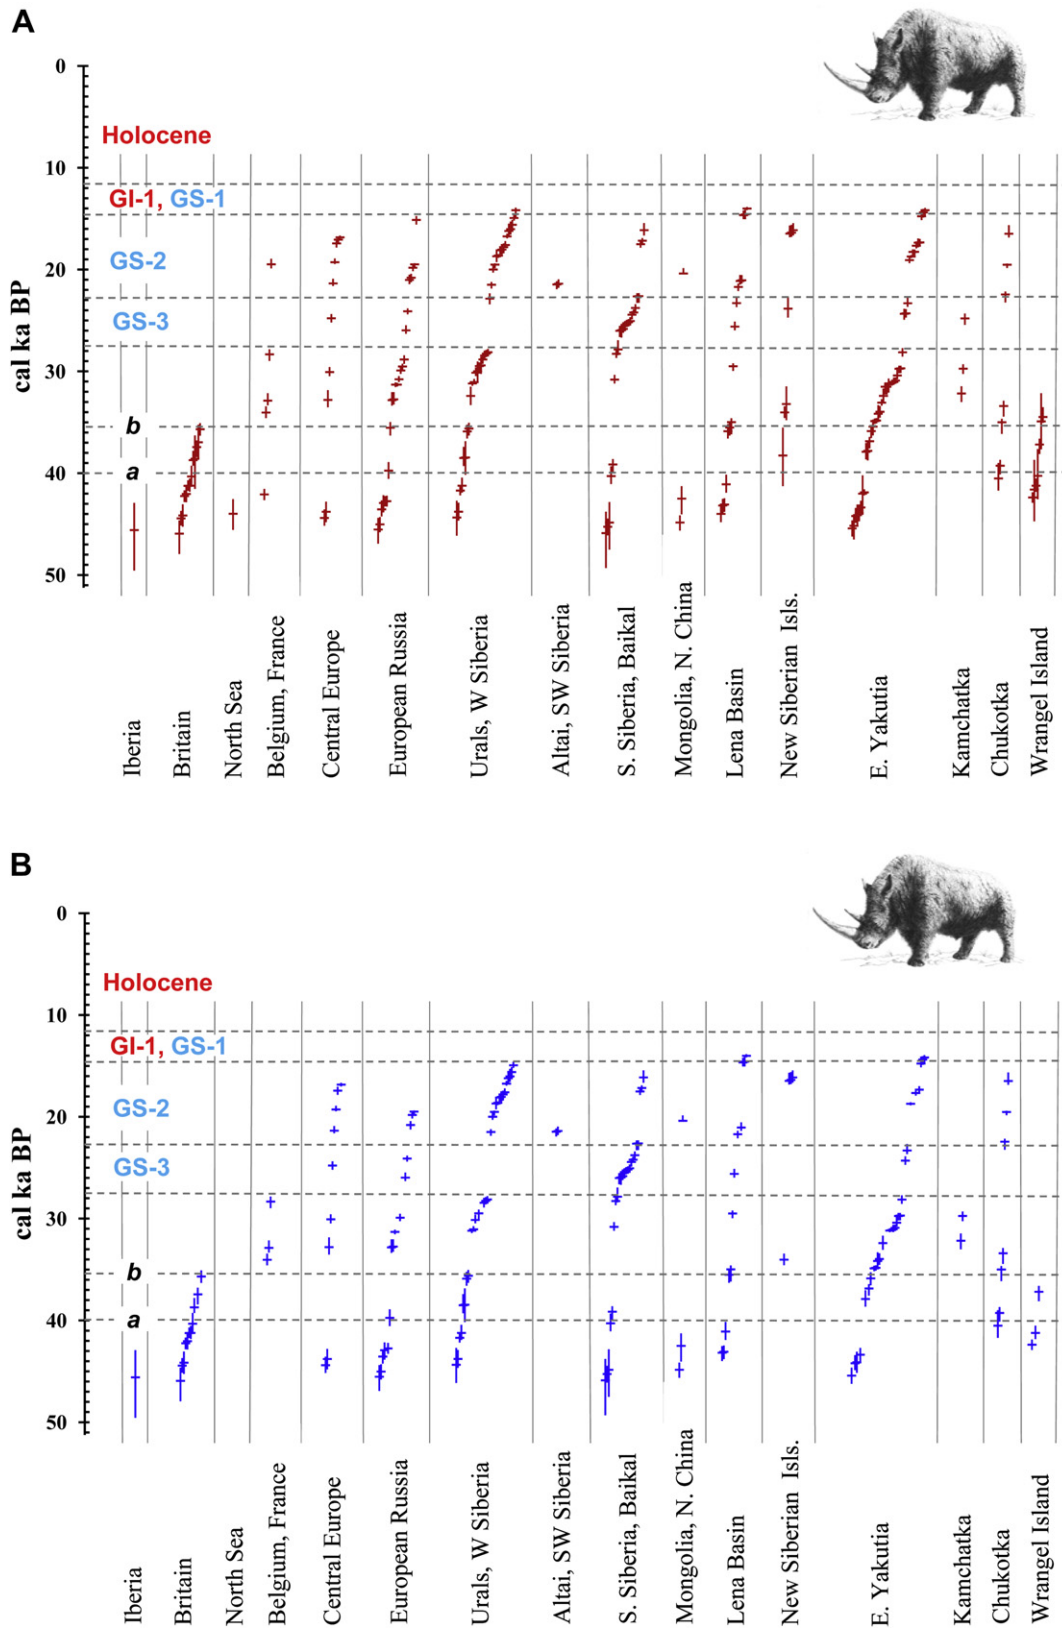 A
0
Holocene
10
GI-1, GS-1
GS-2
20
GS-3
30
b
a
40
50
cal ka BP
Iberia
Britain
North Sea
Belgium, France
Central Europe
European Russia
Urals, W Siberia
Altai, SW Siberia
S. Siberia, Baikal
Mongolia, N. China
Lena Basin
New Siberian Isls.
E. Yakutia
Kamchatka
Chukotka
Wrangel Island
B
0
Holocene
10
GI-1, GS-1
GS-2
20
GS-3
30
b
a
40
50
cal ka BP
Iberia
Britain
North Sea
Belgium, France
Central Europe
European Russia
Urals, W Siberia
Altai, SW Siberia
S. Siberia, Baikal
Mongolia, N. China
Lena Basin
New Siberian Isls.
E. Yakutia
Kamchatka
Chukotka
Wrangel Island